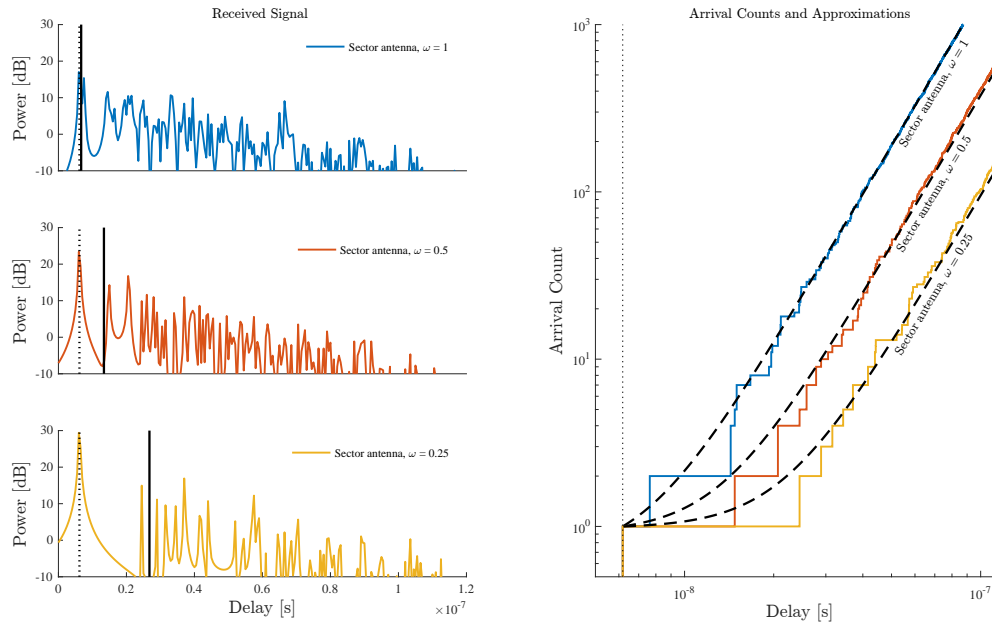 Received Signal
30
20
10
0
-10
Power [dB]
Sector antenna, ω = 1
30
20
10
0
-10
Power [dB]
Sector antenna, ω = 0.5
30
20
10
0
-10
Power [dB]
Sector antenna, ω = 0.25
0 0.2 0.4 0.6 0.8 1 1.2
×10⁻⁷
Delay [s]
Arrival Counts and Approximations
10³
10²
10¹
10⁰
Arrival Count
Sector antenna, ω = 1
Sector antenna, ω = 0.5
Sector antenna, ω = 0.25
10⁻⁸ 10⁻⁷
Delay [s]